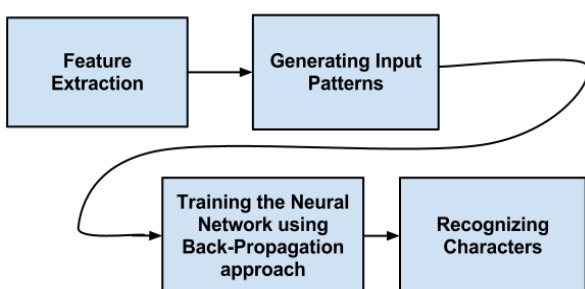 Feature
Extraction
Generating Input
Patterns
Training the Neural
Network using
Back-Propagation
approach
Recognizing
Characters